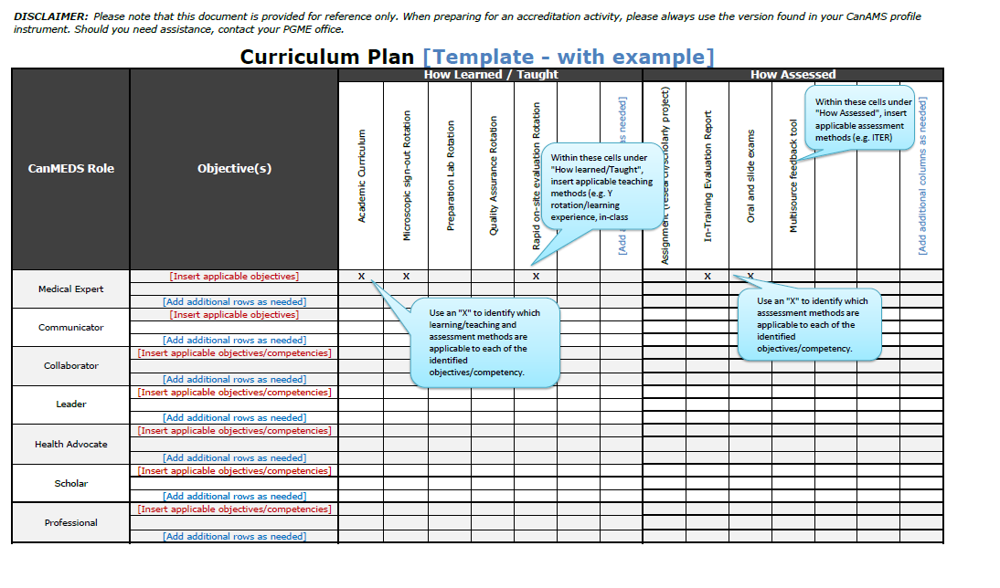 DISCLAIMER: Please note that this document is provided for reference only. When preparing for an accreditation activity, please always use the version found in your CanAMS profile
instrument. Should you need assistance, contact your PGME office.
Curriculum Plan [Template - with example]
How Learned / Taught
How Assessed
CanMEDS Role
Objective(s)
Academic Curriculum
Microscopic sign-out Rotation
Preparation Lab Rotation
Quality Assurance Rotation
Rapid on-site evaluation Rotation
[Add as needed]
Assignment (research/scholarly project)
In-Training Evaluation Report
Oral and slide exams
Multisource feedback tool
[Add additional columns as needed]
Within these cells under
"How learned/Taught",
insert applicable teaching
methods (e.g. Y
rotation/learning
experience, in-class
Within these cells under
"How Assessed", insert
applicable assessment
methods (e.g. ITER)
Medical Expert
[Insert applicable objectives]
X X X X X
[Add additional rows as needed]
Communicator
[Insert applicable objectives]
[Add additional rows as needed]
Use an "X" to identify which
learning/teaching and
assessment methods are
applicable to each of the
identified
objectives/competency.
Use an "X" to identify which
asssessment methods are
applicable to each of the
identified
objectives/competency.
Collaborator
[Insert applicable objectives/competencies]
[Add additional rows as needed]
Leader
[Insert applicable objectives/competencies]
[Add additional rows as needed]
Health Advocate
[Insert applicable objectives/competencies]
[Add additional rows as needed]
Scholar
[Insert applicable objectives/competencies]
[Add additional rows as needed]
Professional
[Insert applicable objectives/competencies]
[Add additional rows as needed]